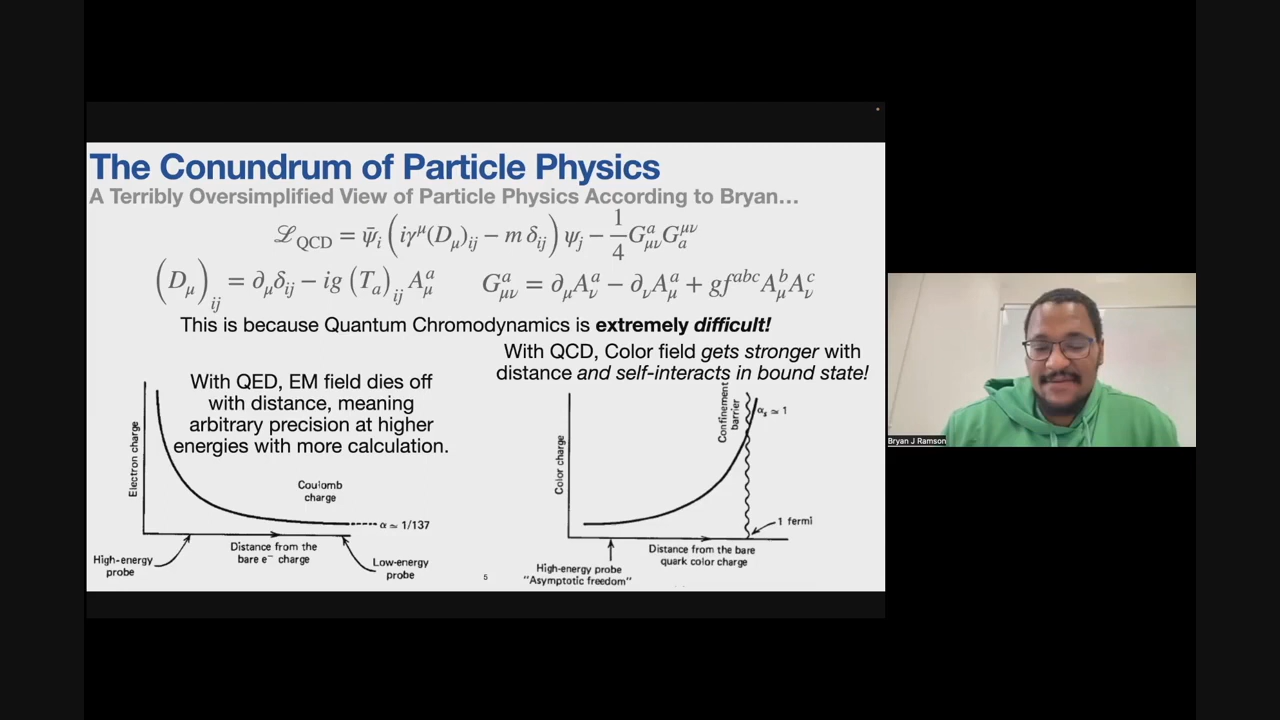 The Conundrum of Particle Physics
A Terribly Oversimplified View of Particle Physics According to Bryan…
ℒ_QCD = ψ̄_i (iγ^μ(D_μ)_ij − m δ_ij) ψ_j − 1/4 G^a_μν G_a^μν
(D_μ)_ij = ∂_μδ_ij − ig (T_a)_ij A^a_μ
G^a_μν = ∂_μA^a_ν − ∂_νA^a_μ + gf^abc A^b_μ A^c_ν
This is because Quantum Chromodynamics is extremely difficult!
With QED, EM field dies off
with distance, meaning
arbitrary precision at higher
energies with more calculation.
Electron charge
Coulomb
charge
α ≃ 1/137
High-energy
probe
Distance from the
bare e⁻ charge
Low-energy
probe
With QCD, Color field gets stronger with
distance and self-interacts in bound state!
Color charge
Confinement
barrier
α_s ≃ 1
1 fermi
Distance from the bare
quark color charge
High-energy probe
"Asymptotic freedom"
5
Bryan J Ramson